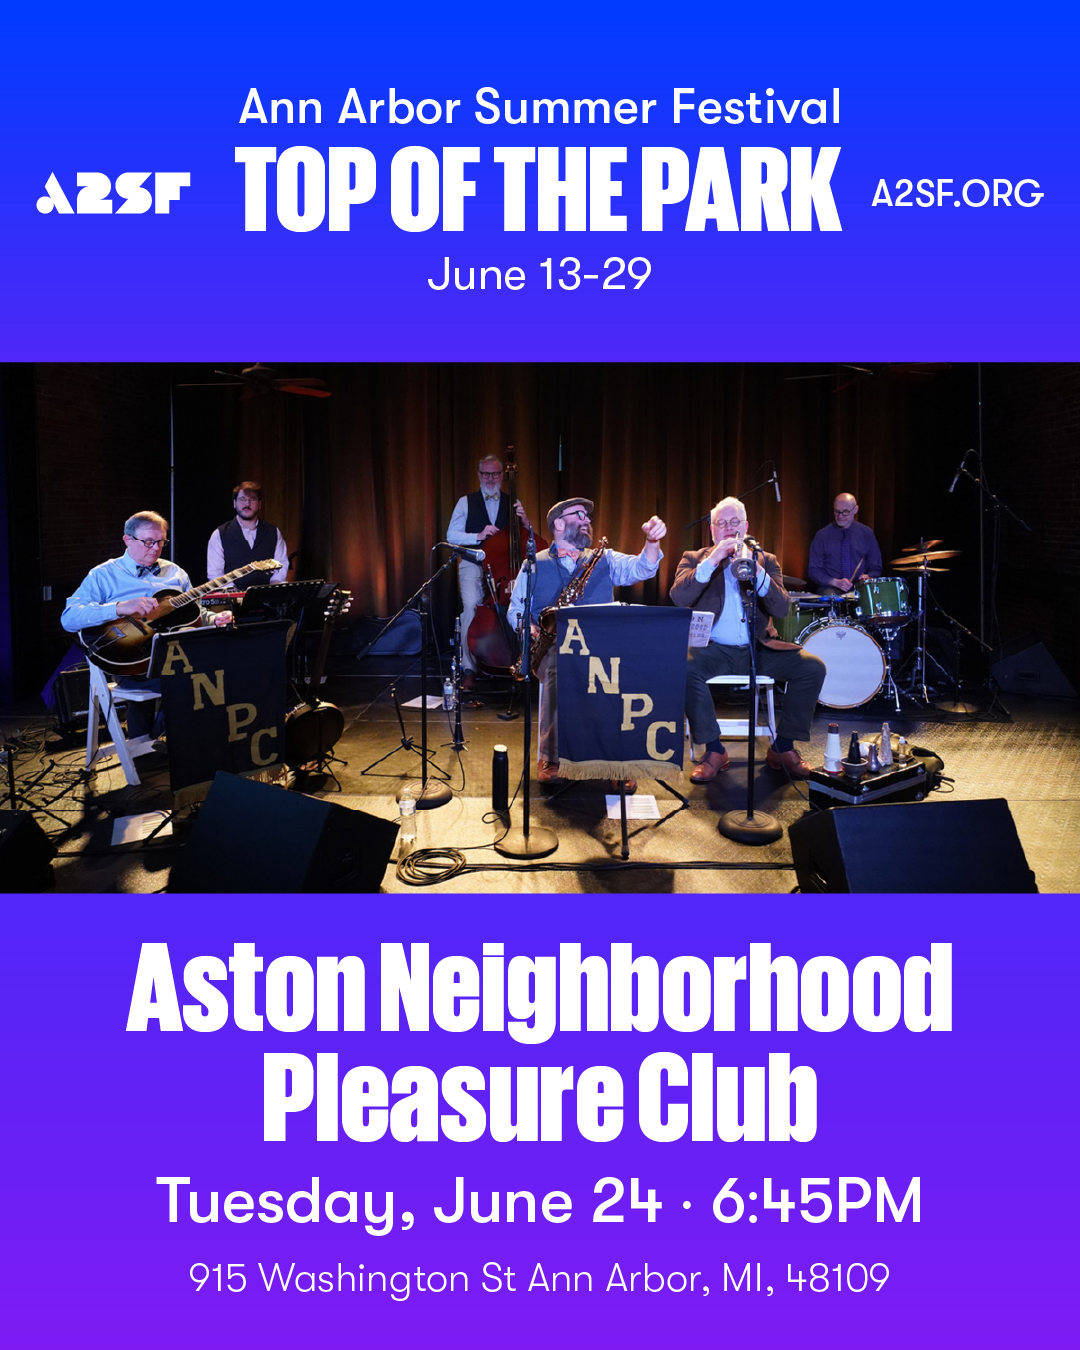 Ann Arbor Summer Festival
A2SF
TOP OF THE PARK
A2SF.ORG
June 13-29
A
N
P
C
A
N
P
C
Aston Neighborhood
Pleasure Club
Tuesday, June 24 · 6:45PM
915 Washington St Ann Arbor, MI, 48109